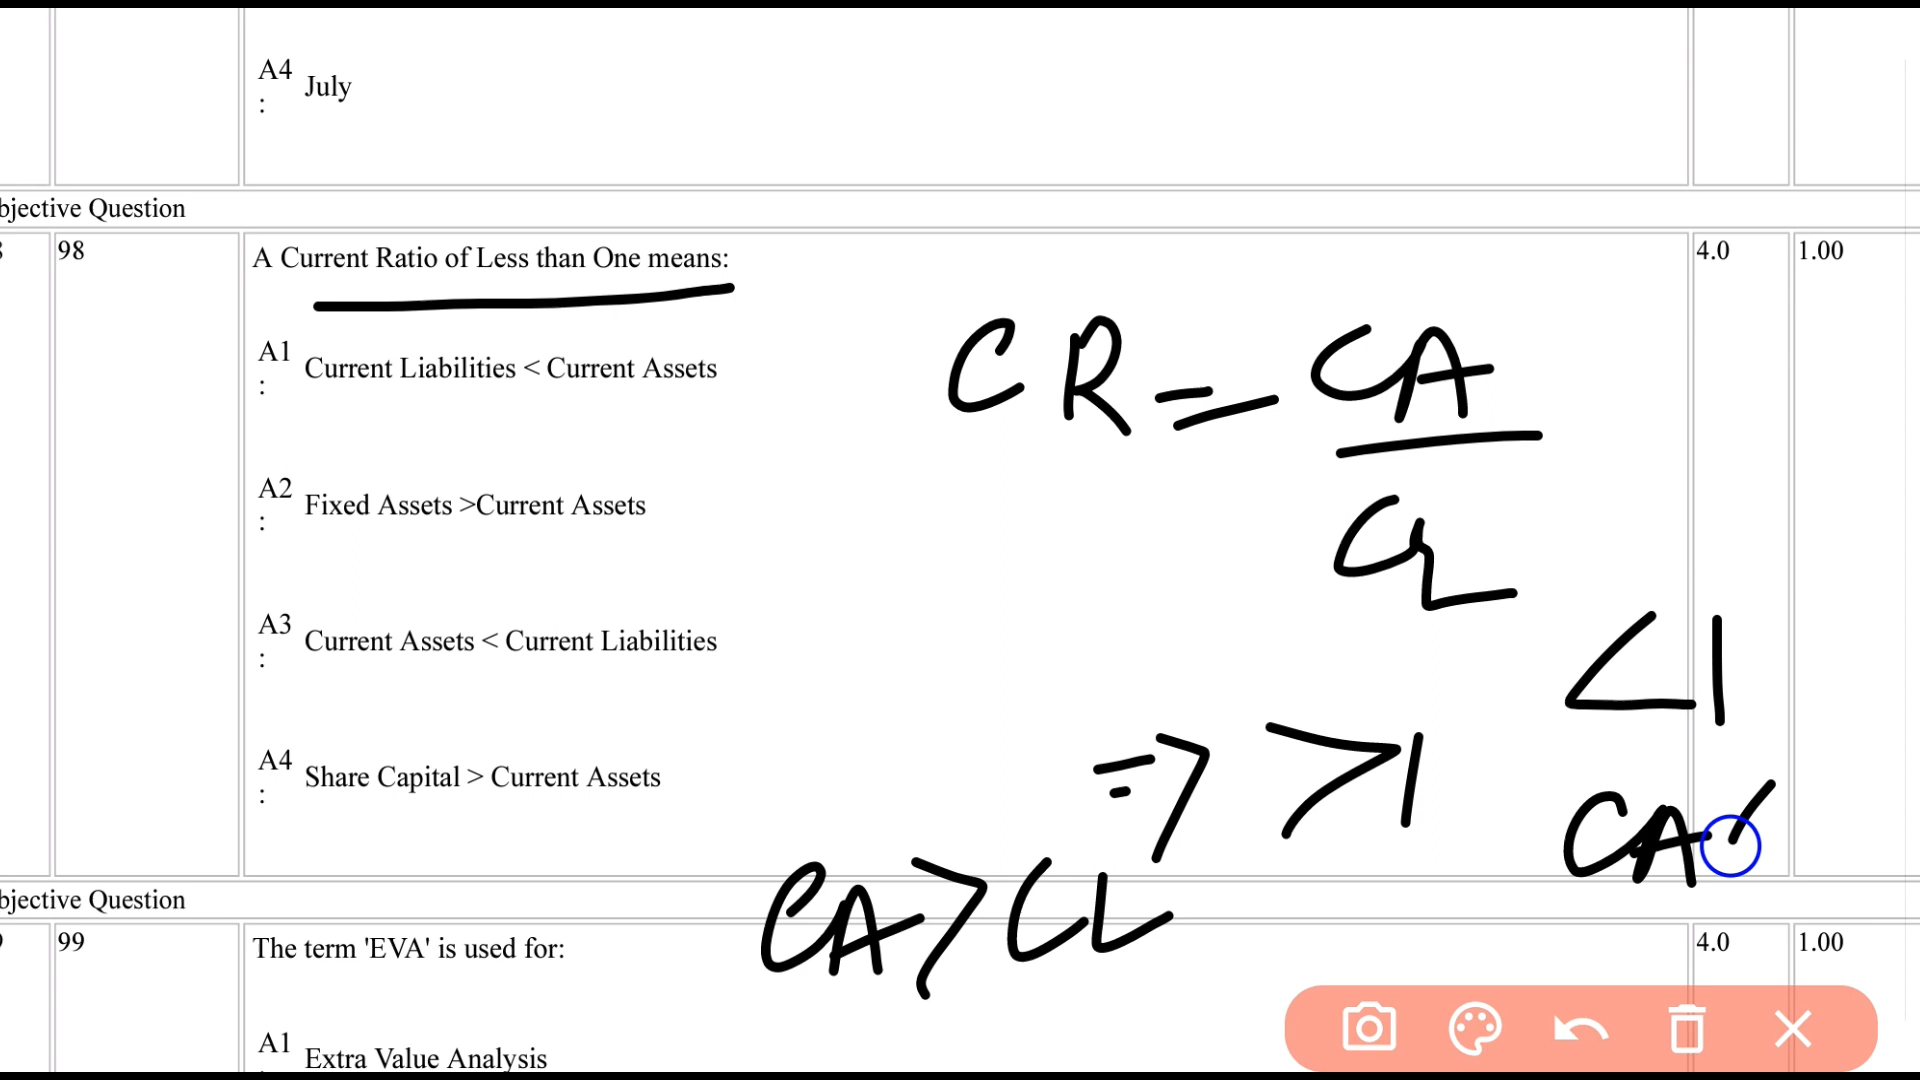 A4
:
July
bjective Question
98
A Current Ratio of Less than One means:
4.0
1.00
A1
:
Current Liabilities < Current Assets
CR = CA
CL
A2
:
Fixed Assets >Current Assets
A3
:
Current Assets < Current Liabilities
<1
A4
:
Share Capital > Current Assets
=> >1
CA
CA > CL
bjective Question
99
The term 'EVA' is used for:
4.0
1.00
A1
Extra Value Analysis